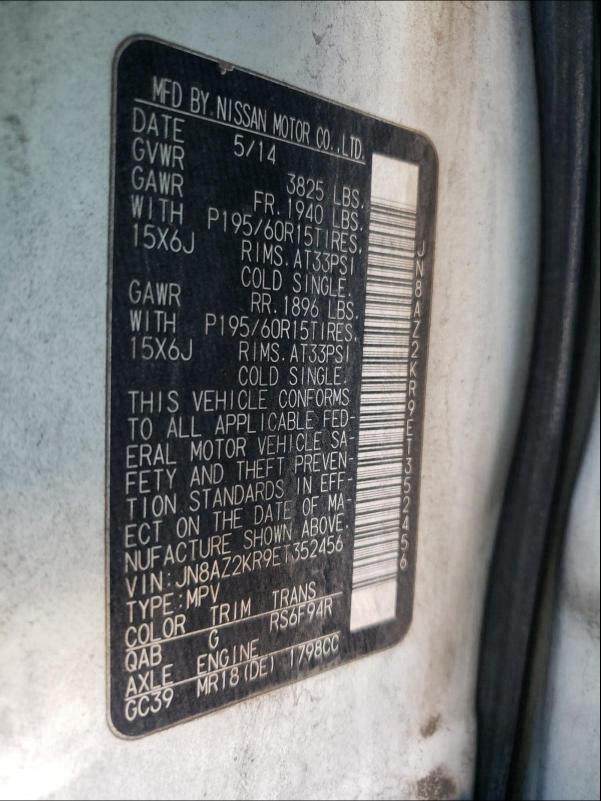 MFD BY. NISSAN MOTOR CO., LTD.
DATE 5/14
GVWR 3825 LBS.
GAWR FR. 1940 LBS.
WITH P195/60R15TIRES,
15X6J RIMS. AT33PSI
COLD SINGLE.
GAWR RR. 1896 LBS.
WITH P195/60R15TIRES,
15X6J RIMS. AT33PSI
COLD SINGLE.
THIS VEHICLE CONFORMS
TO ALL APPLICABLE FED-
ERAL MOTOR VEHICLE SA-
FETY AND THEFT PREVEN-
TION STANDARDS IN EFF-
ECT ON THE DATE OF MA-
NUFACTURE SHOWN ABOVE.
VIN:JN8AZ2KR9ET352456
TYPE:MPV
COLOR TRIM TRANS
QAB G RS6F94R
AXLE ENGINE
GC39 MR18(DE) 1798CC
JN8AZ2KR9ET352456